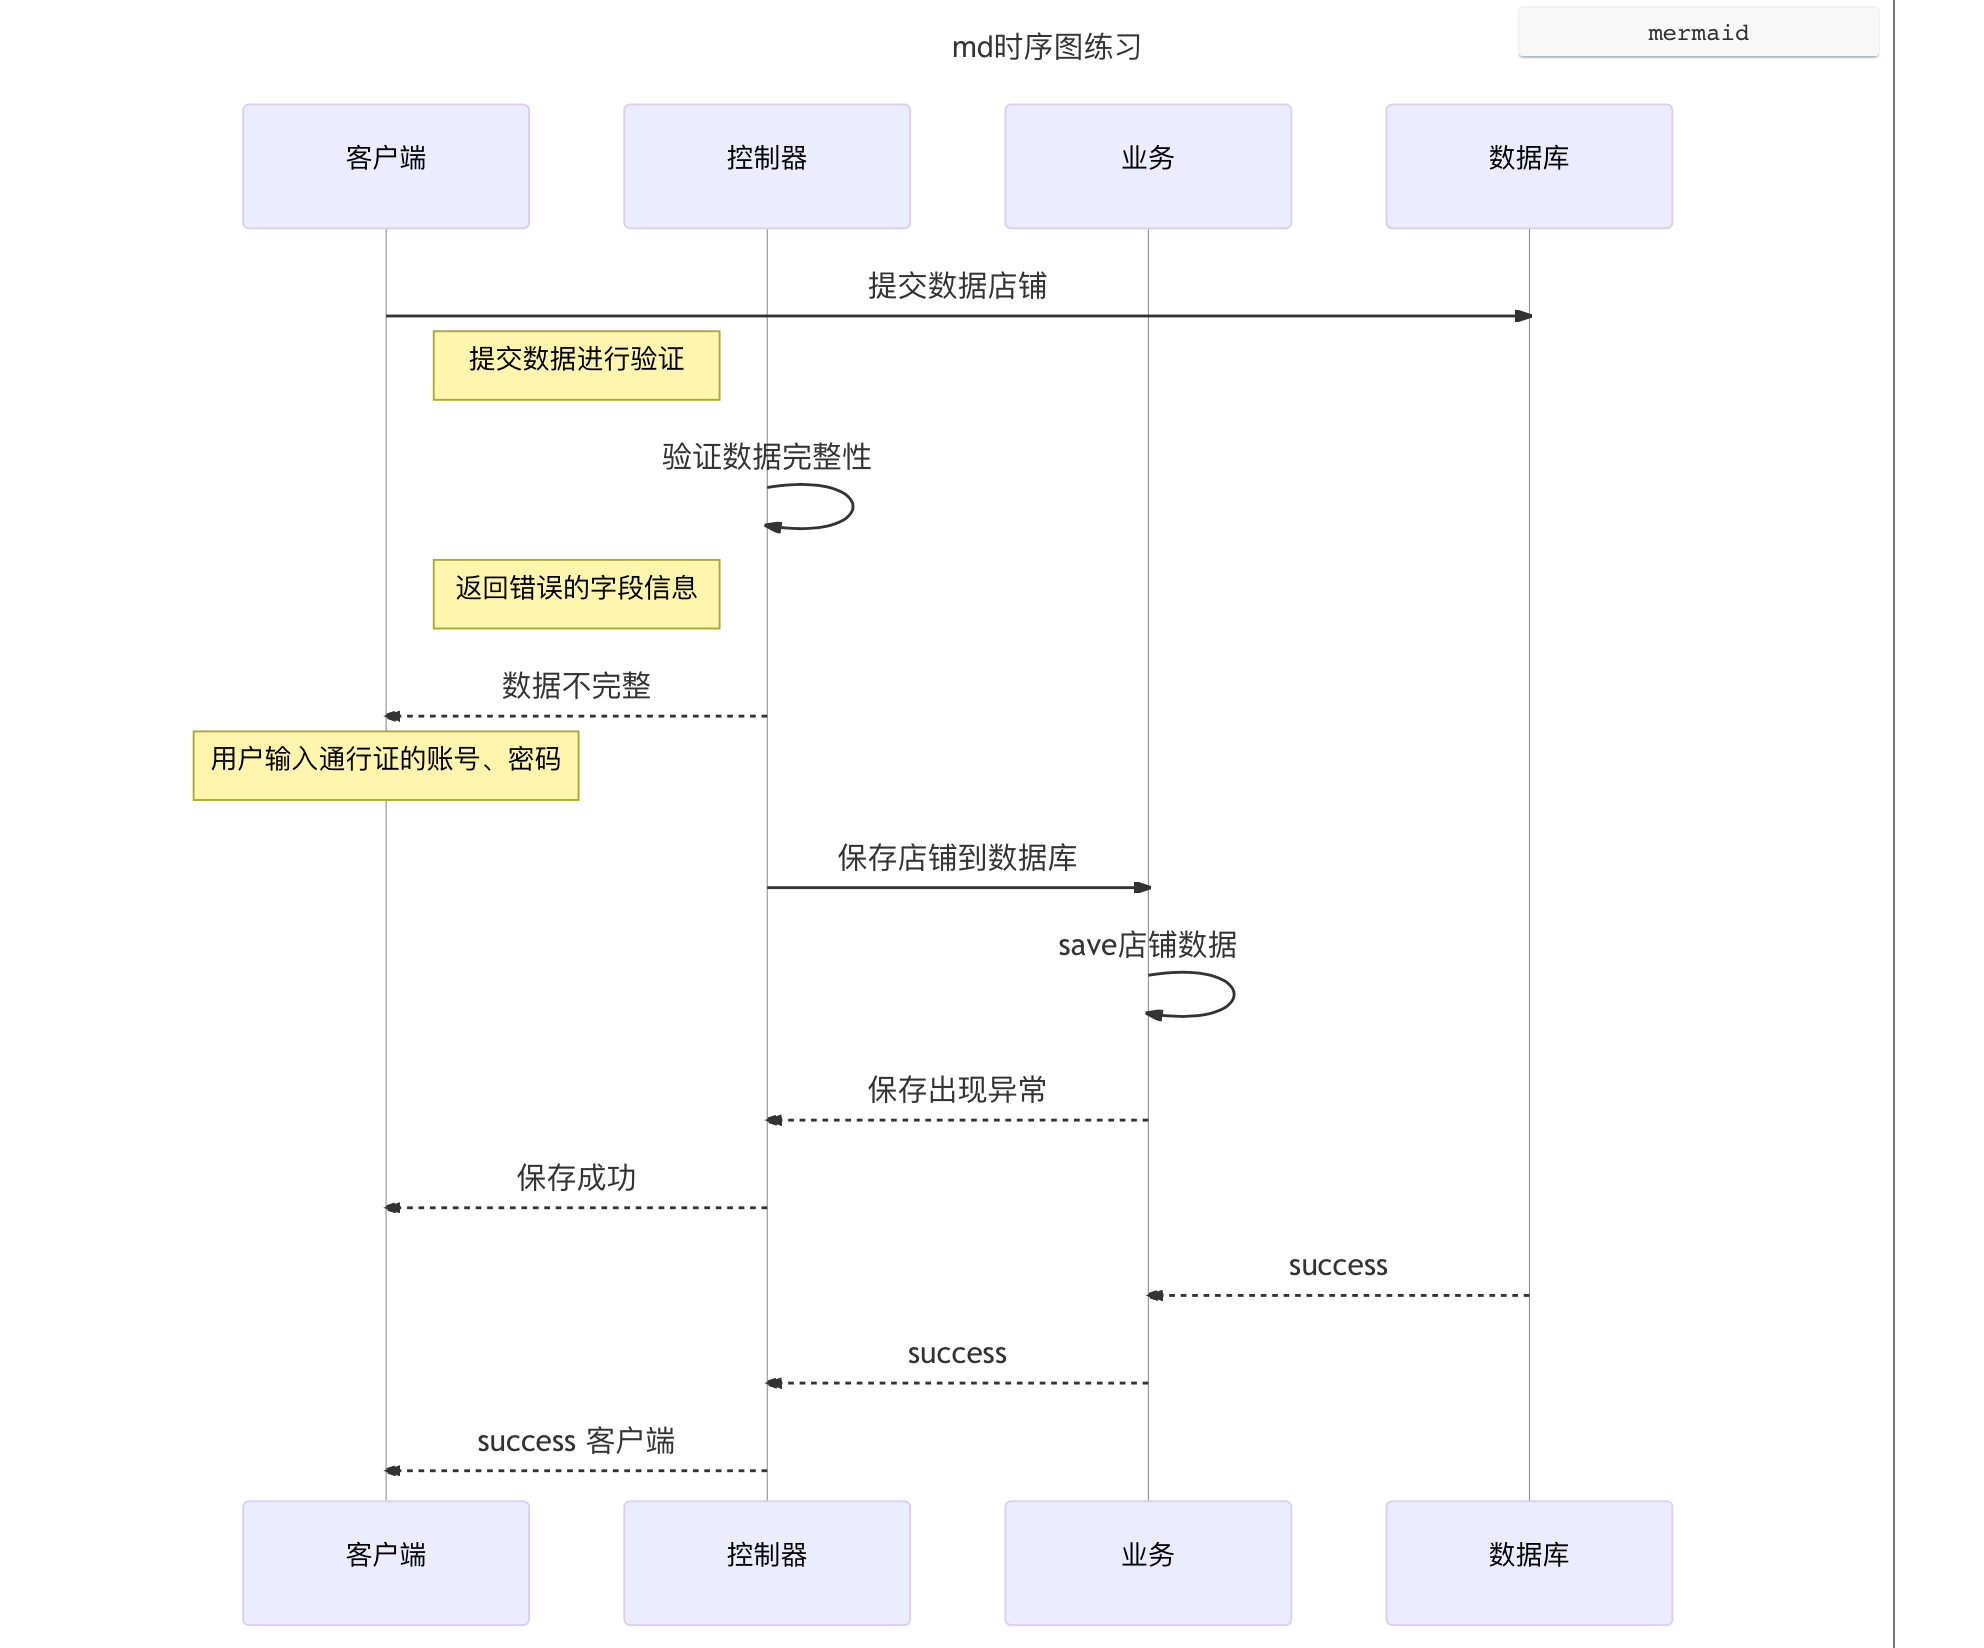 md时序图练习
mermaid
客户端
控制器
业务
数据库
提交数据店铺
提交数据进行验证
验证数据完整性
返回错误的字段信息
数据不完整
用户输入通行证的账号、密码
保存店铺到数据库
save店铺数据
保存出现异常
保存成功
success
success
success 客户端
客户端
控制器
业务
数据库